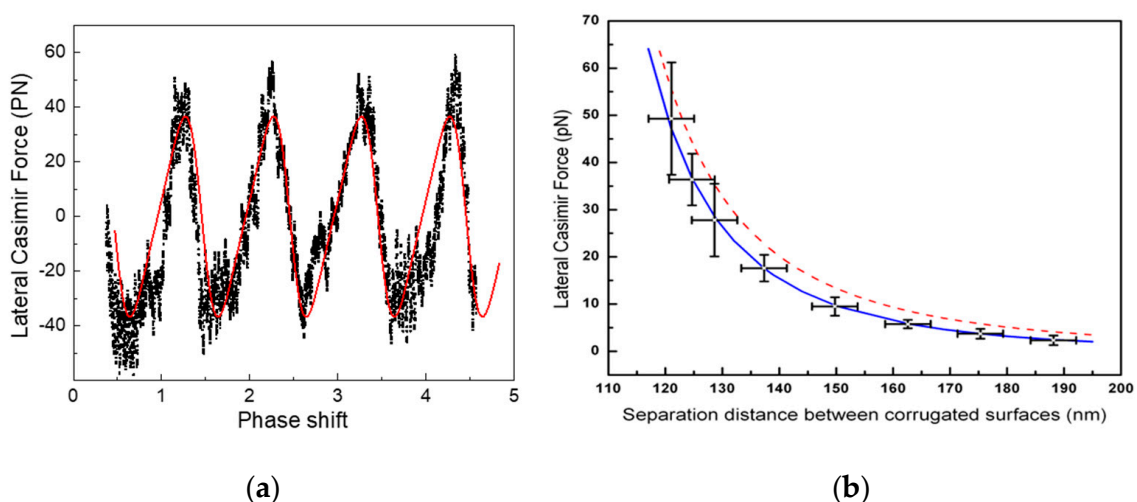 60
40
20
0
-20
-40
0 1 2 3 4 5
Lateral Casimir Force (PN)
Phase shift
(a)
70
60
50
40
30
20
10
0
110 120 130 140 150 160 170 180 190 200
Lateral Casimir Force (pN)
Separation distance between corrugated surfaces (nm)
(b)